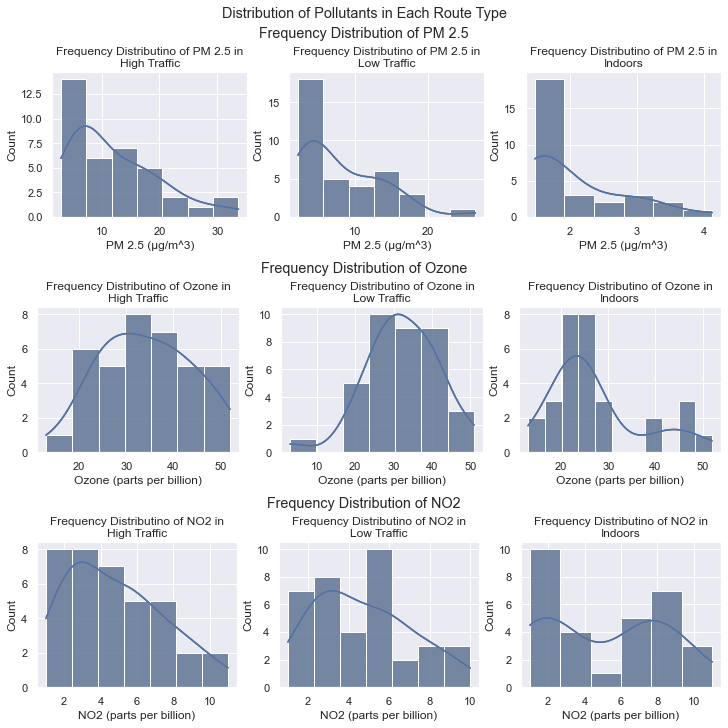 Distribution of Pollutants in Each Route Type
Frequency Distribution of PM 2.5
Frequency Distributino of PM 2.5 in
High Traffic
Frequency Distributino of PM 2.5 in
Low Traffic
Frequency Distributino of PM 2.5 in
Indoors
Count
12.5
10.0
7.5
5.0
2.5
0.0
10
20
30
PM 2.5 (µg/m^3)
Count
15
10
5
0
10
20
PM 2.5 (µg/m^3)
Count
15
10
5
0
2
3
4
PM 2.5 (µg/m^3)
Frequency Distribution of Ozone
Frequency Distributino of Ozone in
High Traffic
Frequency Distributino of Ozone in
Low Traffic
Frequency Distributino of Ozone in
Indoors
Count
8
6
4
2
0
20
30
40
50
Ozone (parts per billion)
Count
10
8
6
4
2
0
10
20
30
40
50
Ozone (parts per billion)
Count
8
6
4
2
0
20
30
40
50
Ozone (parts per billion)
Frequency Distribution of NO2
Frequency Distributino of NO2 in
High Traffic
Frequency Distributino of NO2 in
Low Traffic
Frequency Distributino of NO2 in
Indoors
Count
8
6
4
2
0
2
4
6
8
10
NO2 (parts per billion)
Count
10
8
6
4
2
0
2
4
6
8
10
NO2 (parts per billion)
Count
10
8
6
4
2
0
2
4
6
8
10
NO2 (parts per billion)